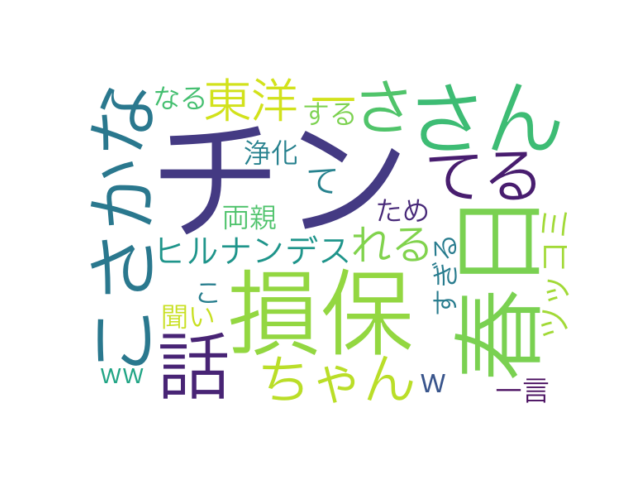 こさかな
なる
東洋
ー
する
ささん
チン
浄化
て
てる
両親
ため
ヒルナンデス
れる
すぎる
春日
ツッコミ
こ
聞い
損保
話
ちゃん
w
ww
一言